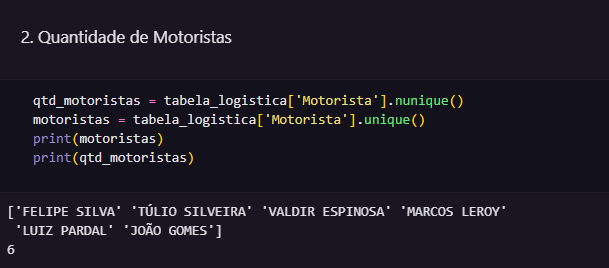 2. Quantidade de Motoristas
qtd_motoristas = tabela_logistica['Motorista'].nunique()
motoristas = tabela_logistica['Motorista'].unique()
print(motoristas)
print(qtd_motoristas)
['FELIPE SILVA' 'TÚLIO SILVEIRA' 'VALDIR ESPINOSA' 'MARCOS LEROY'
'LUIZ PARDAL' 'JOÃO GOMES']
6